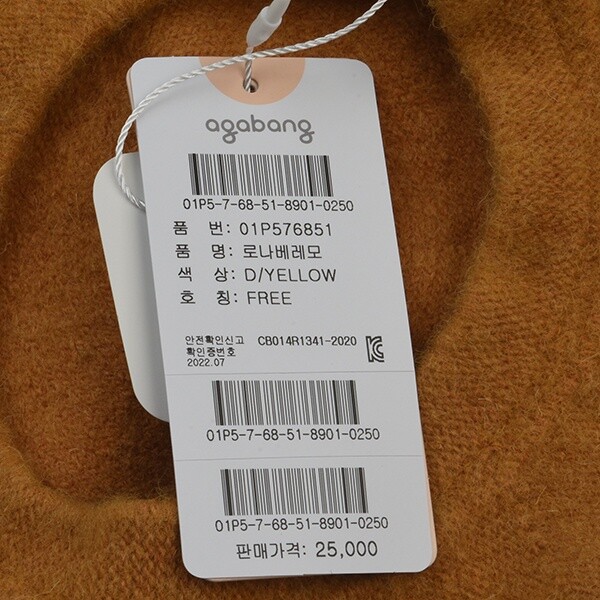 agabang
01P5-7-68-51-8901-0250
품 번: 01P576851
품 명: 로나베레모
색 상: D/YELLOW
호 칭: FREE
안전확인신고 CB014R1341-2020
확인증번호
2022.07
01P5-7-68-51-8901-0250
01P5-7-68-51-8901-0250
판매가격: 25,000